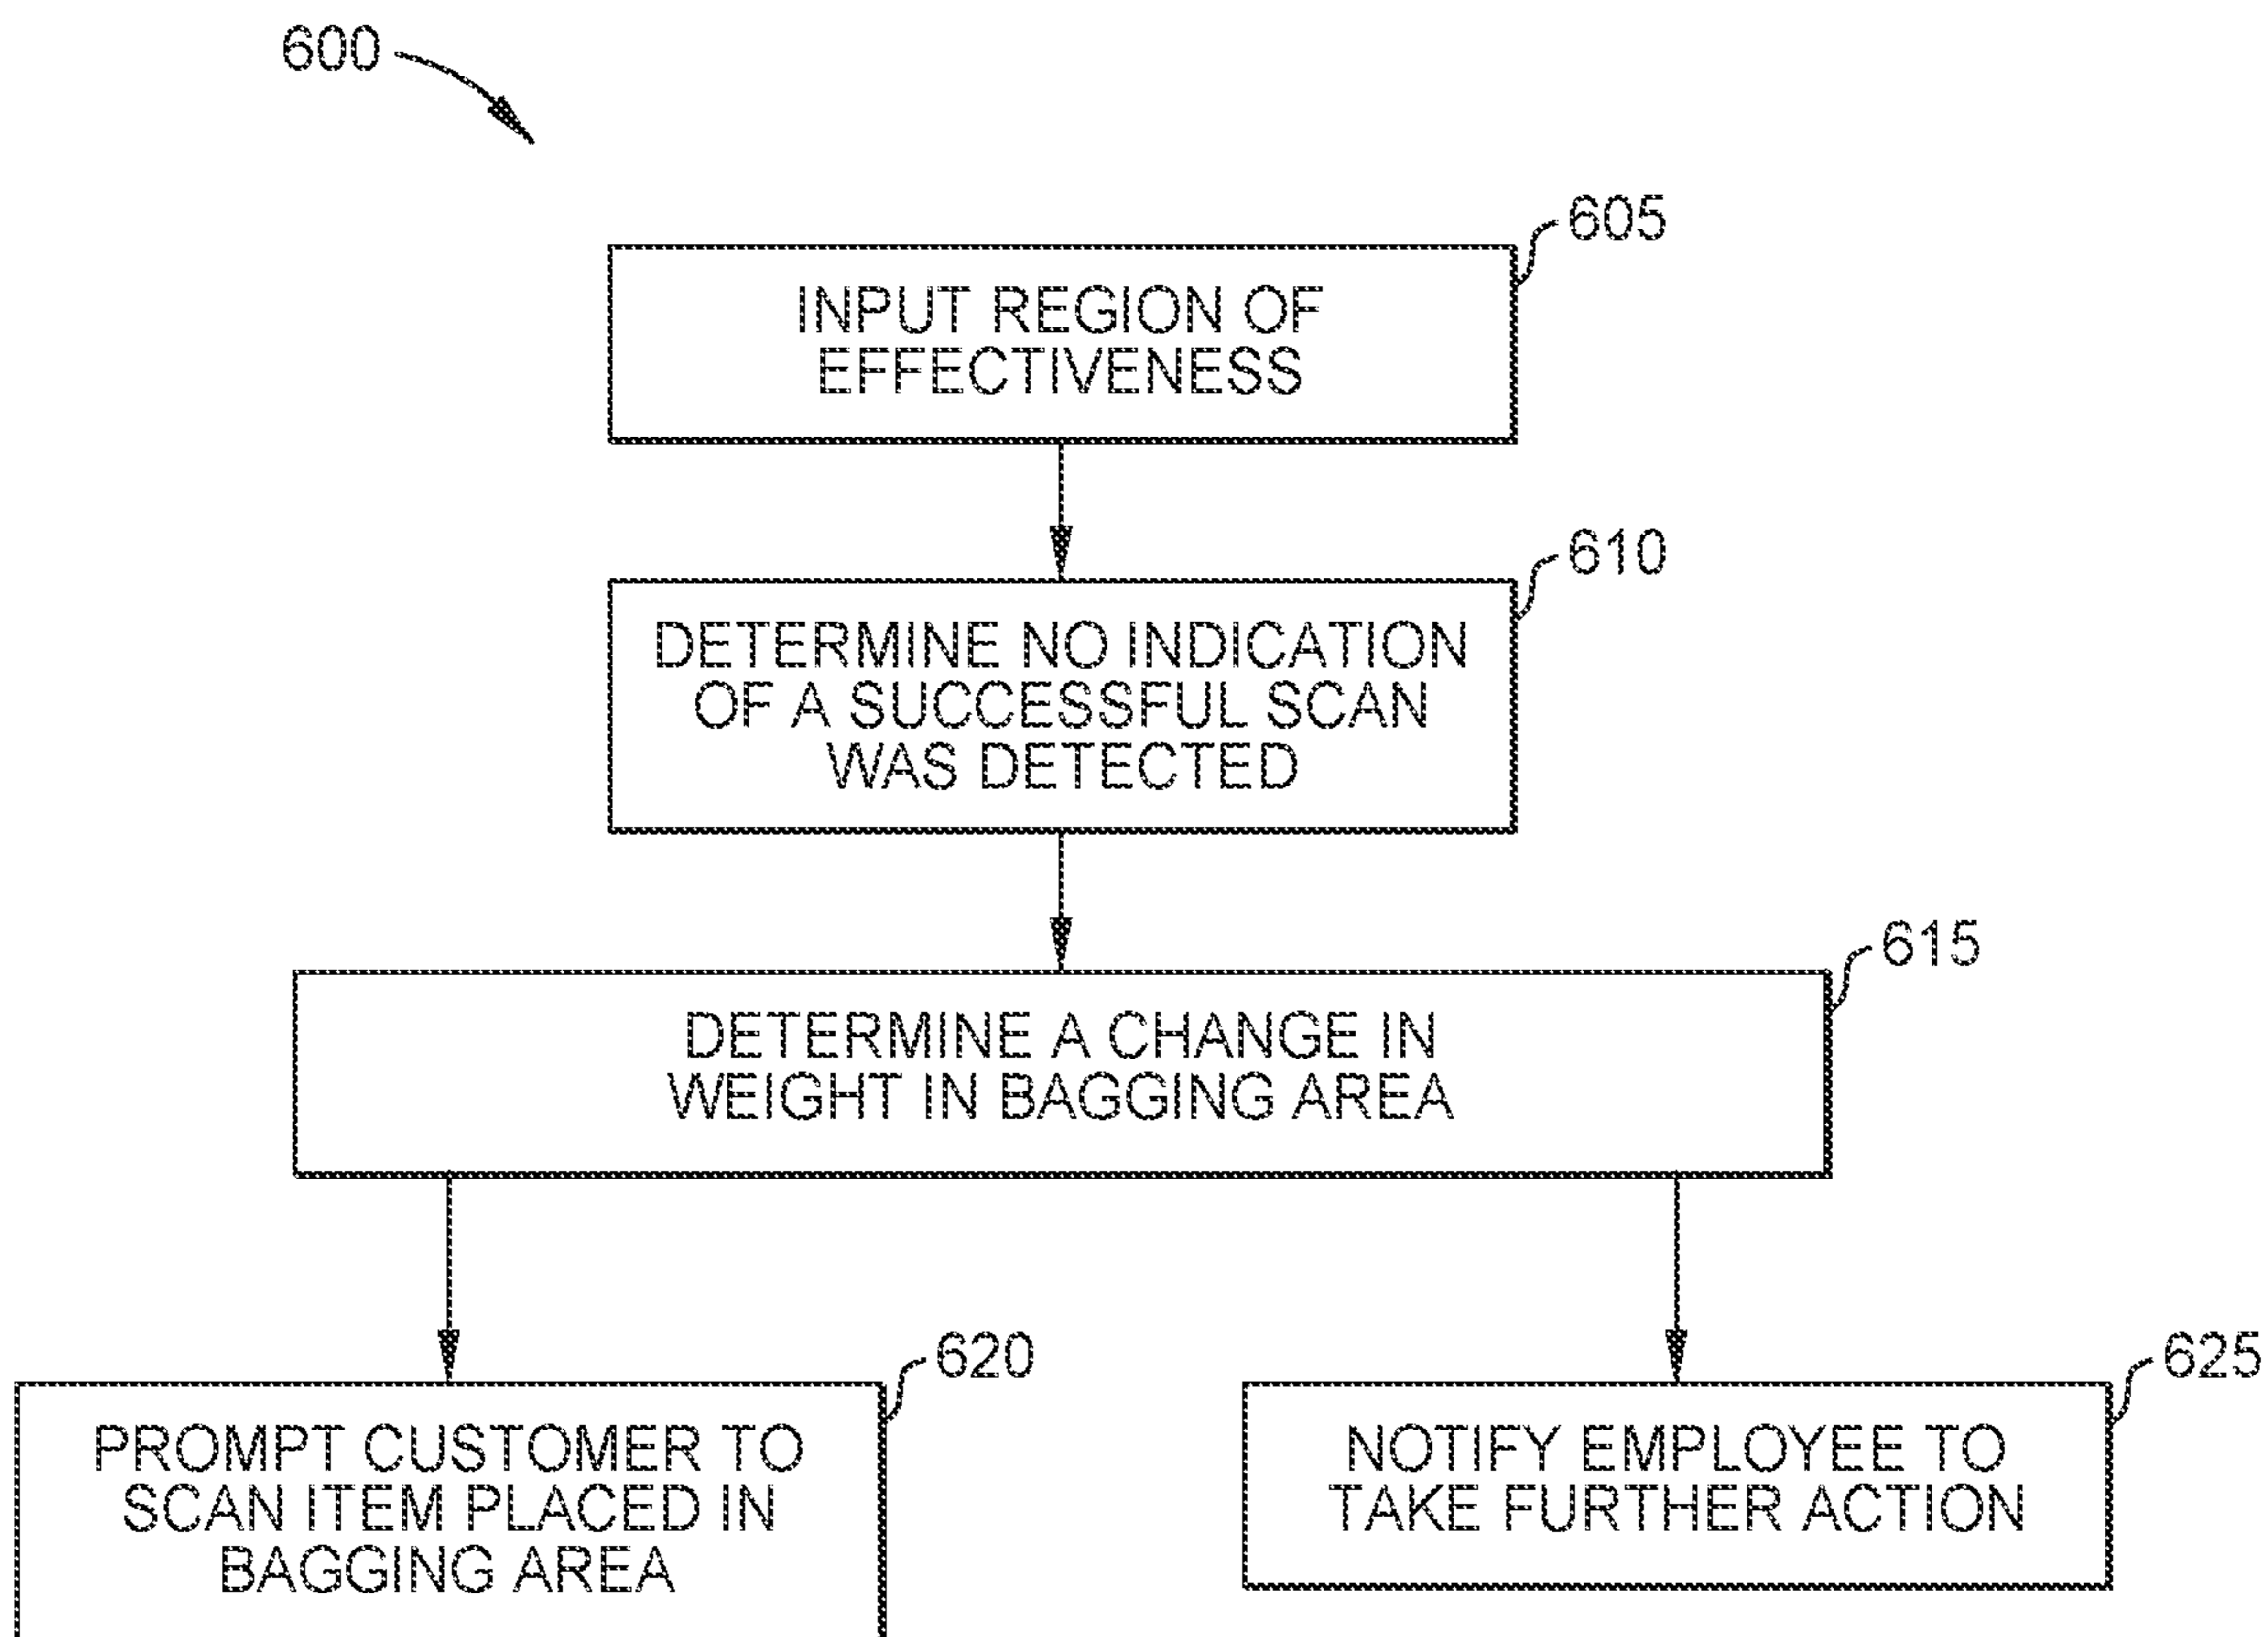 600
605
INPUT REGION OF
EFFECTIVENESS
610
DETERMINE NO INDICATION
OF A SUCCESSFUL SCAN
WAS DETECTED
615
DETERMINE A CHANGE IN
WEIGHT IN BAGGING AREA
620
PROMPT CUSTOMER TO
SCAN ITEM PLACED IN
BAGGING AREA
625
NOTIFY EMPLOYEE TO
TAKE FURTHER ACTION